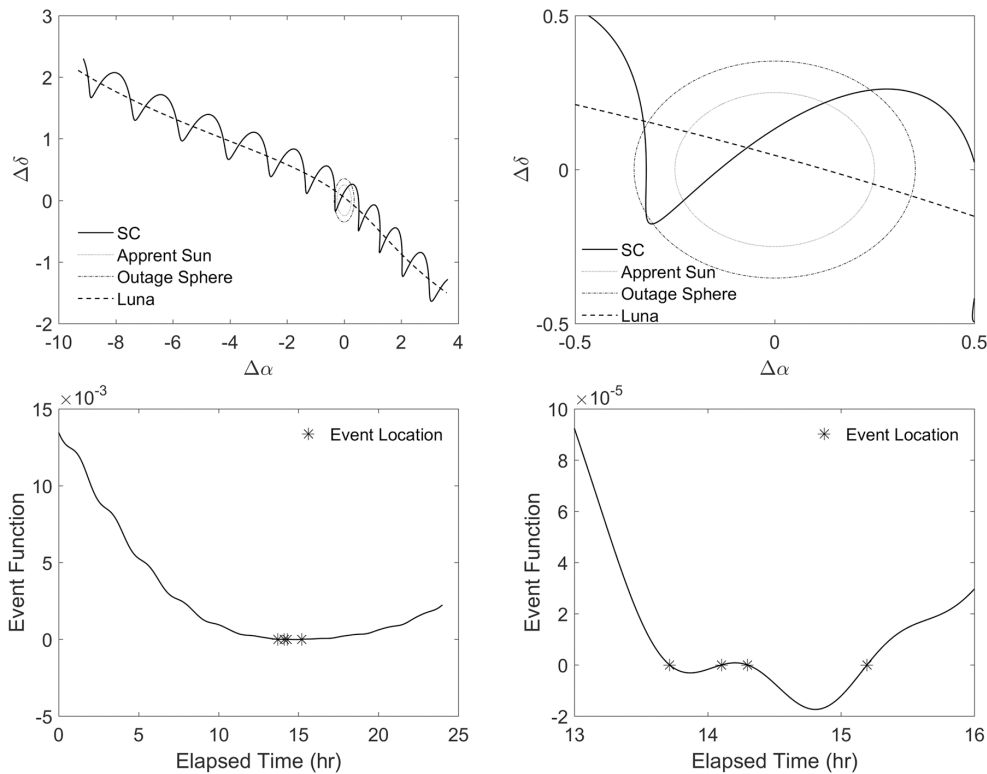 3
2
1
0
-1
-2
Δδ
-10
-8
-6
-4
-2
0
2
4
Δα
SC
Apprent Sun
Outage Sphere
Luna
0.5
0
-0.5
Δδ
-0.5
0
0.5
Δα
SC
Apprent Sun
Outage Sphere
Luna
×10⁻³
15
10
5
0
-5
Event Function
0
5
10
15
20
25
Elapsed Time (hr)
Event Location
×10⁻⁵
10
8
6
4
2
0
-2
Event Function
13
14
15
16
Elapsed Time (hr)
Event Location